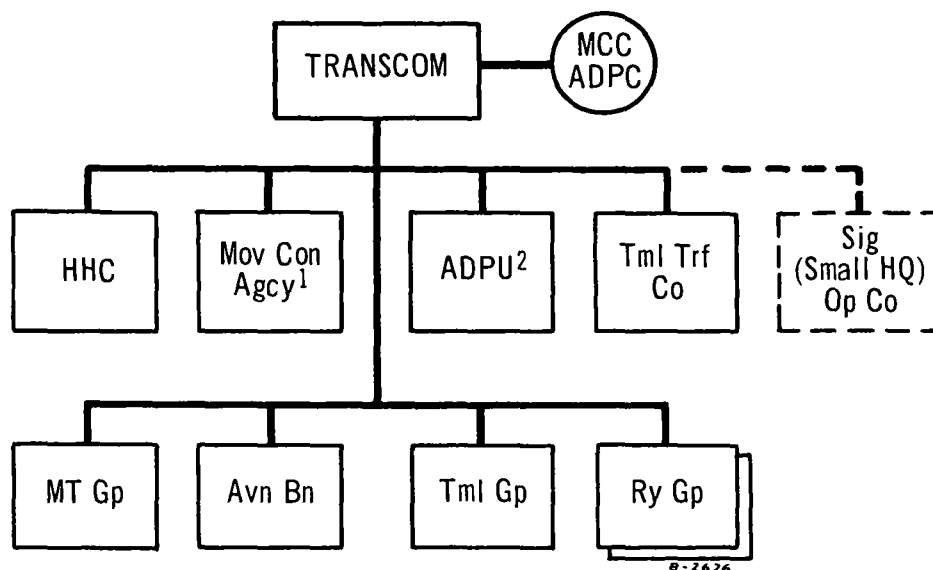 TRANSCOM
MCC
ADPC
HHC
Mov Con
Agcy¹
ADPU²
Tml Trf
Co
Sig
(Small HQ)
Op Co
MT Gp
Avn Bn
Tml Gp
Ry Gp
B-2626